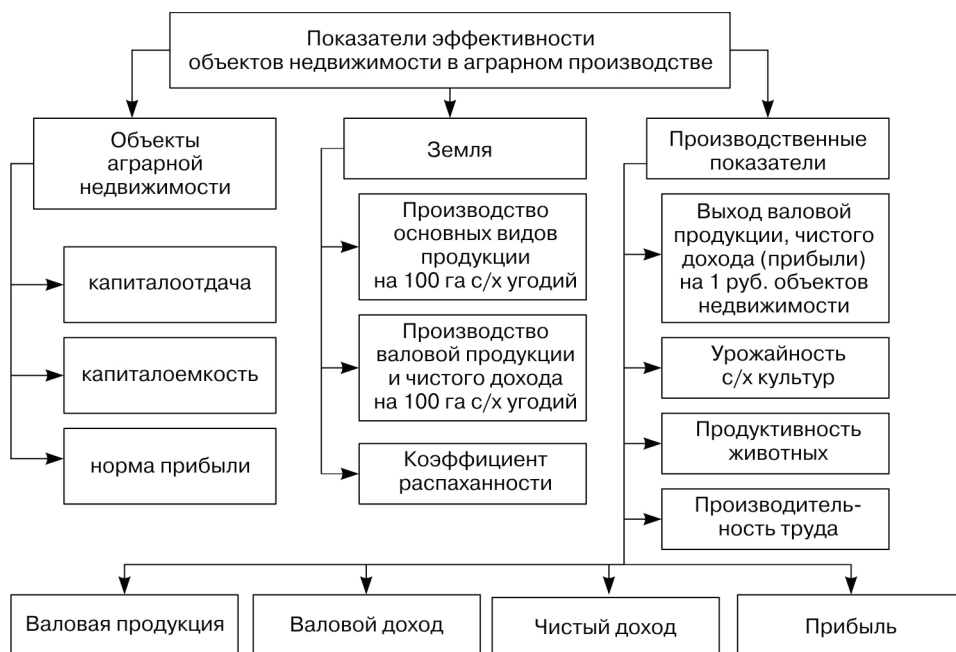 Показатели эффективности
объектов недвижимости в аграрном производстве
Объекты
аграрной
недвижимости
капиталоотдача
капиталоемкость
норма прибыли
Земля
Производство
основных видов
продукции
на 100 га с/х угодий
Производство
валовой продукции
и чистого дохода
на 100 га с/х угодий
Коэффициент
распаханности
Производственные
показатели
Выход валовой
продукции, чистого
дохода (прибыли)
на 1 руб. объектов
недвижимости
Урожайность
с/х культур
Продуктивность
животных
Производитель-
ность труда
Валовая продукция
Валовой доход
Чистый доход
Прибыль